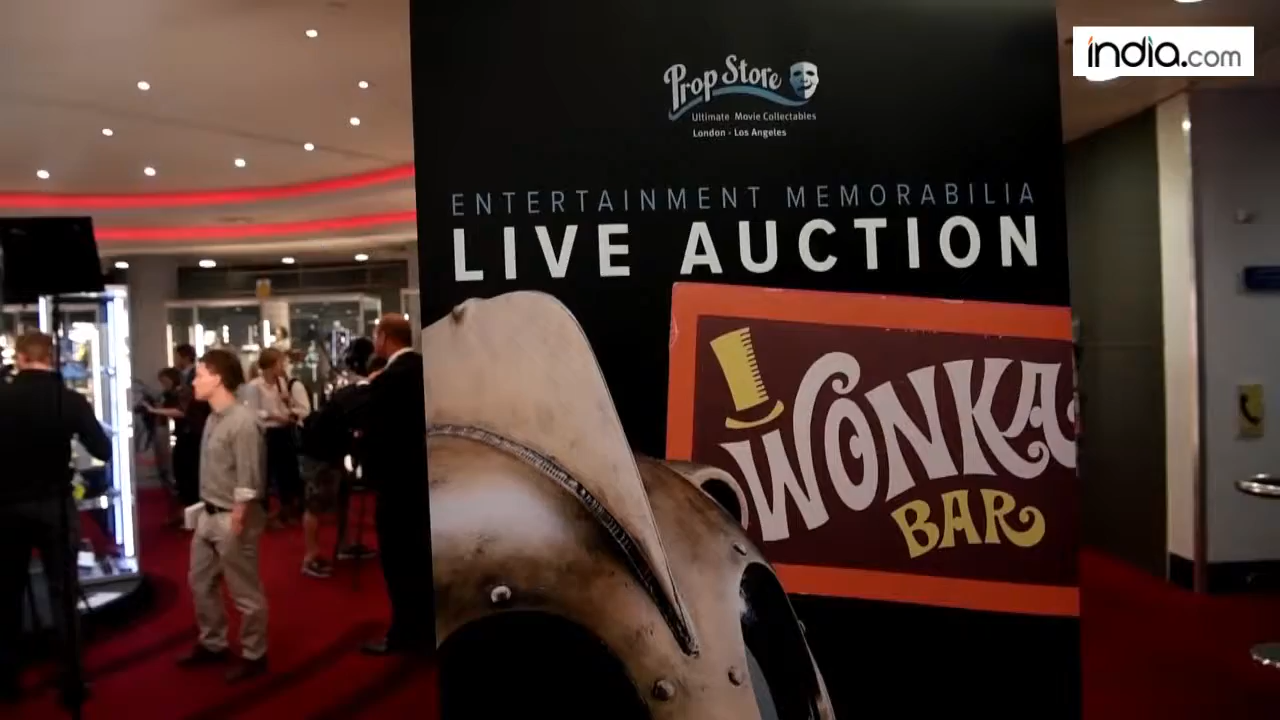 india.com
Prop Store
Ultimate Movie Collectables
London - Los Angeles
ENTERTAINMENT MEMORABILIA
LIVE AUCTION
WONKA
BAR